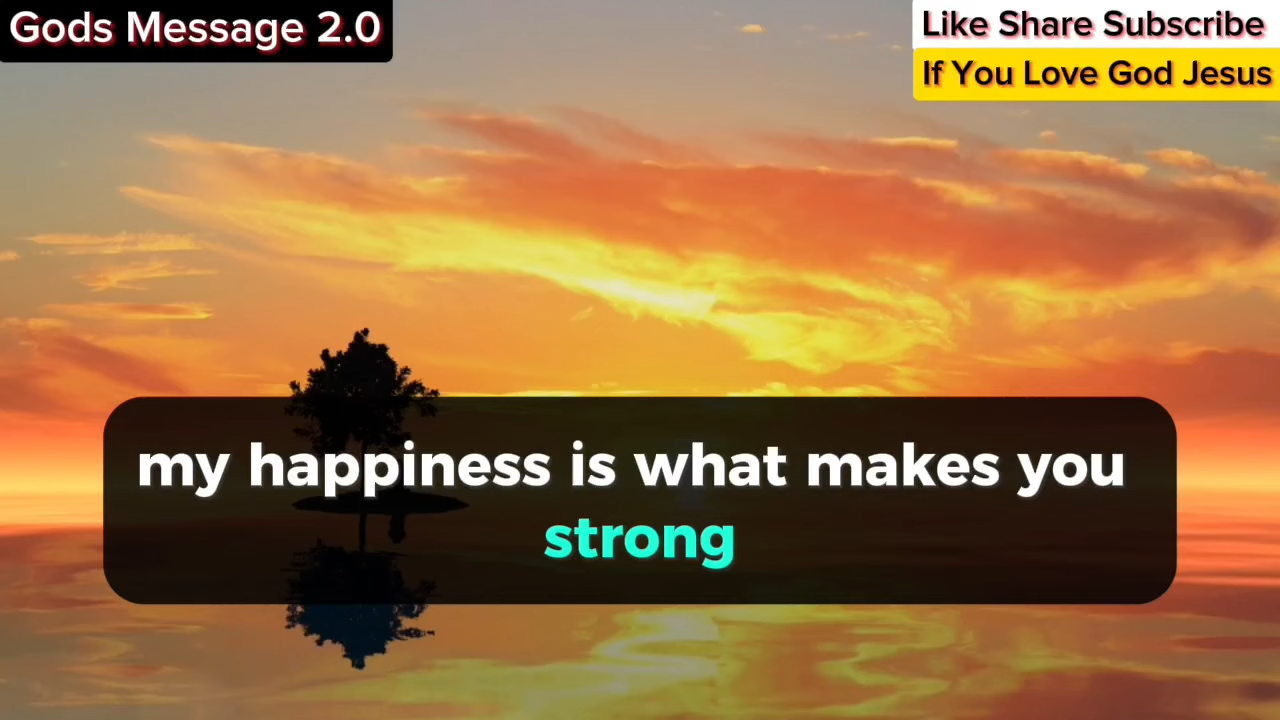 Gods Message 2.0
Like Share Subscribe
If You Love God Jesus
my happiness is what makes you
strong